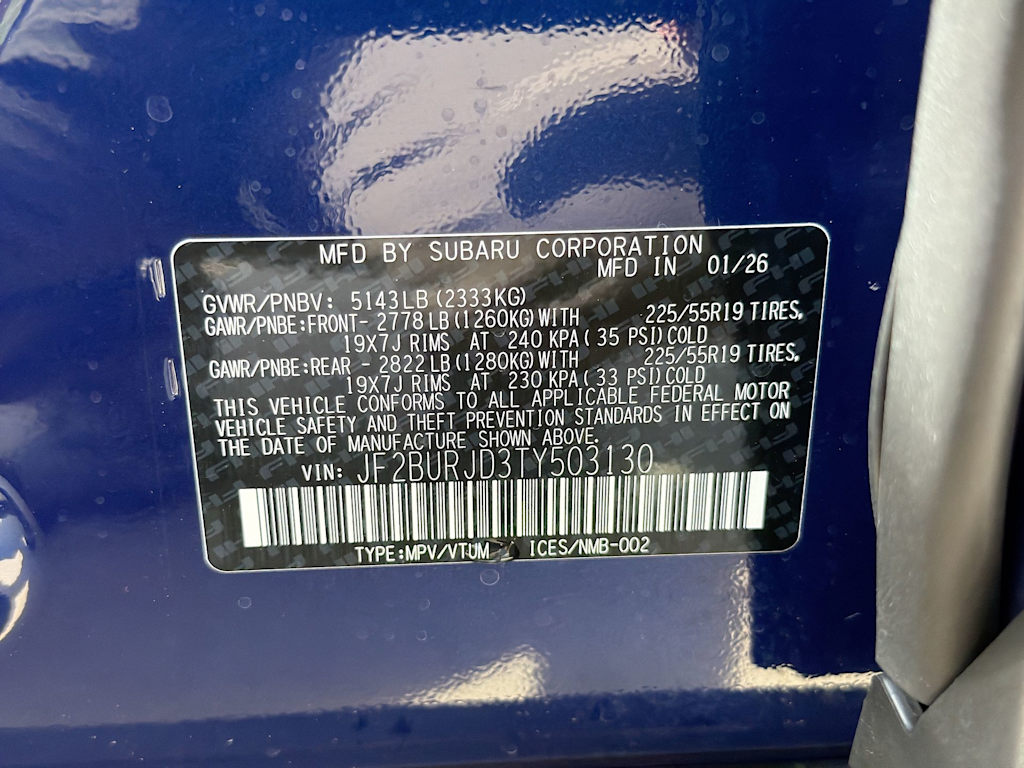 MFD BY SUBARU CORPORATION
MFD IN 01/26
GVWR/PNBV: 5143LB (2333KG)
GAWR/PNBE:FRONT- 2778 LB (1260KG) WITH 225/55R19 TIRES,
19X7J RIMS AT 240 KPA ( 35 PSI) COLD
GAWR/PNBE:REAR - 2822 LB (1280KG) WITH 225/55R19 TIRES,
19X7J RIMS AT 230 KPA ( 33 PSI) COLD
THIS VEHICLE CONFORMS TO ALL APPLICABLE FEDERAL MOTOR
VEHICLE SAFETY AND THEFT PREVENTION STANDARDS IN EFFECT ON
THE DATE OF MANUFACTURE SHOWN ABOVE.
VIN: JF2BURJD3TY503130
TYPE:MPV/VTUM ICES/NMB-002